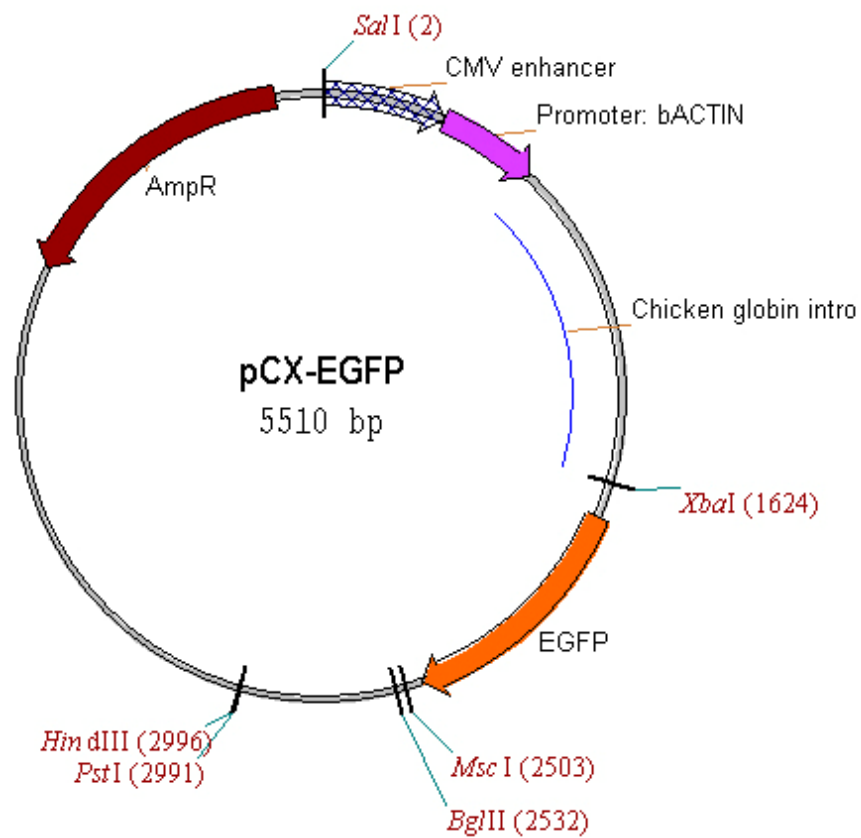 SalI (2)
CMV enhancer
Promoter: bACTIN
AmpR
Chicken globin intro
pCX-EGFP
5510 bp
XbaI (1624)
EGFP
HindIII (2996)
PstI (2991)
MscI (2503)
BglII (2532)